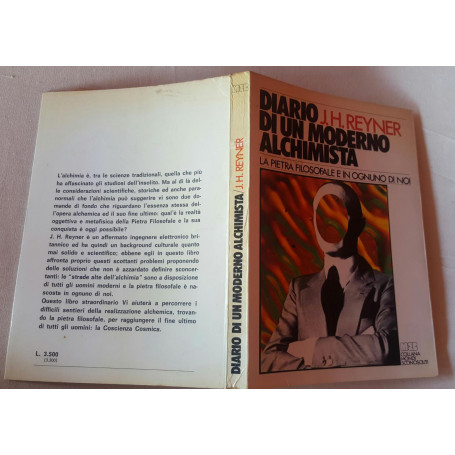 L'alchimia è, tra le scienze tradizionali, quella che più
ha affascinato gli studiosi dell'insolito. Ma al di là del-
le considerazioni scientifiche, storiche ed anche para-
normali che l'alchimia può suggerire vi sono due do-
mande di fondo che riguardano l'essenza stessa del-
l'opera alchemica ed il suo fine ultimo: qual'è la realtà
oggettiva e metafisica della Pietra Filosofale e la sua
conquista è oggi possibile?
J. H. Reyner è un affermato ingegnere elettronico bri-
tannico ed ha quindi un background culturale quanto
mai solido e scientifico; ebbene egli in questo libro
affronta proprio questi scottanti problemi proponendo
delle soluzioni che non è azzardato definire sconcer-
tanti: le "strade alte dell'alchimia" sono a disposizione
di tutti gli uomini moderni e la pietra filosofale è na-
scosta in ognuno di noi.
Questo libro straordinario Vi aiuterà a percorrere i
difficili sentieri della realizzazione alchemica, trovan-
do la pietra filosofale, per raggiungere il fine ultimo
di tutti gli uomini: la Coscienza Cosmica.
L. 3.500
MEB
DIARIO DI UN MODERNO ALCHIMISTA / J. H. REYNER
DIARIO J. H. REYNER
DI UN MODERNO
ALCHIMISTA
LA PIETRA FILOSOFALE E IN OGNUNO DI NOI
MEB
COLLANA
MONDI
SCONOSCIUTI